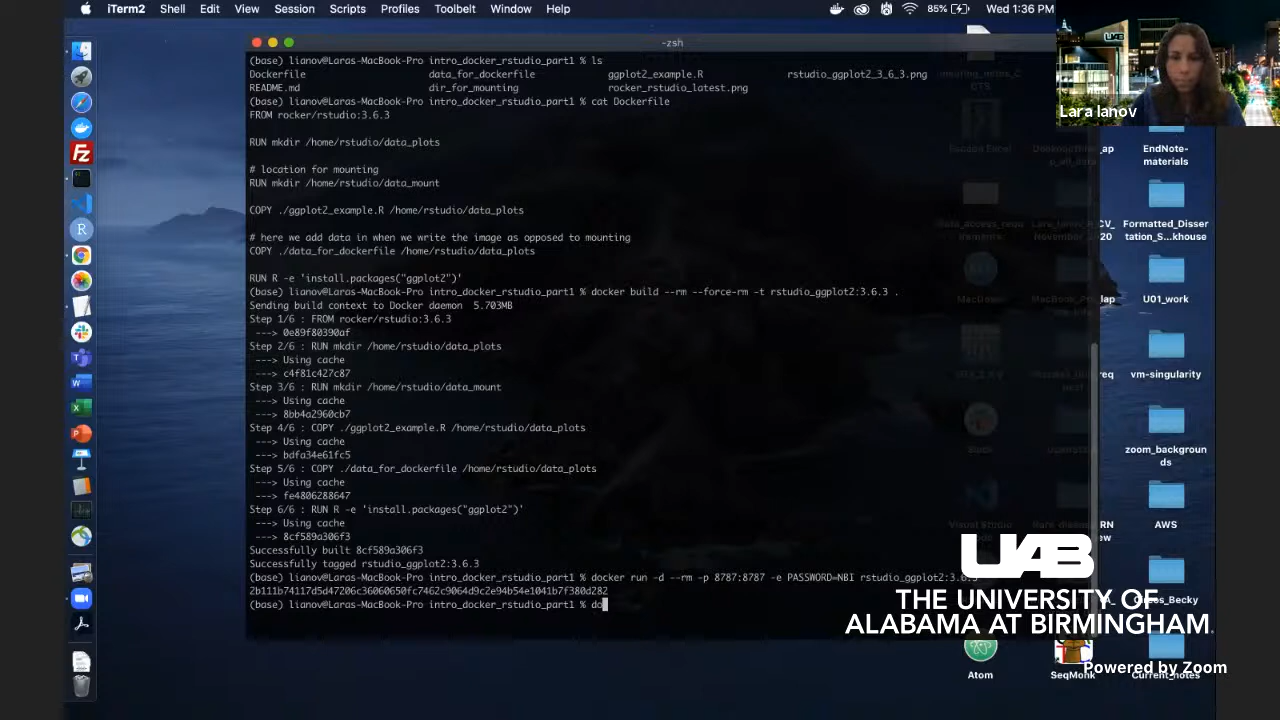 iTerm2 Shell Edit View Session Scripts Profiles Toolbelt Window Help
85% Wed 1:36 PM
-zsh
(base) lianov@Laras-MacBook-Pro intro_docker_rstudio_part1 % ls
Dockerfile data_for_dockerfile ggplot2_example.R rstudio_ggplot2_3_6_3.png
README.md dir_for_mounting rocker_rstudio_latest.png
(base) lianov@Laras-MacBook-Pro intro_docker_rstudio_part1 % cat Dockerfile
FROM rocker/rstudio:3.6.3
RUN mkdir /home/rstudio/data_plots
# location for mounting
RUN mkdir /home/rstudio/data_mount
COPY ./ggplot2_example.R /home/rstudio/data_plots
# here we add data in when we write the image as opposed to mounting
COPY ./data_for_dockerfile /home/rstudio/data_plots
RUN R -e 'install.packages("ggplot2")'
(base) lianov@Laras-MacBook-Pro intro_docker_rstudio_part1 % docker build --rm --force-rm -t rstudio_ggplot2:3.6.3 .
Sending build context to Docker daemon 5.703MB
Step 1/6 : FROM rocker/rstudio:3.6.3
---> 0e89f80390af
Step 2/6 : RUN mkdir /home/rstudio/data_plots
---> Using cache
---> c4f81c427c87
Step 3/6 : RUN mkdir /home/rstudio/data_mount
---> Using cache
---> 8bb4a2960cb7
Step 4/6 : COPY ./ggplot2_example.R /home/rstudio/data_plots
---> Using cache
---> bdfa34e61fc5
Step 5/6 : COPY ./data_for_dockerfile /home/rstudio/data_plots
---> Using cache
---> fe4806288647
Step 6/6 : RUN R -e 'install.packages("ggplot2")'
---> Using cache
---> 8cf589a306f3
Successfully built 8cf589a306f3
Successfully tagged rstudio_ggplot2:3.6.3
(base) lianov@Laras-MacBook-Pro intro_docker_rstudio_part1 % docker run -d --rm -p 8787:8787 -e PASSWORD=NBI rstudio_ggplot2:3.6.3
2b111b74117d5d47206c36060650fc7462c9064d9c2e94b54e1041b7f380d282
(base) lianov@Laras-MacBook-Pro intro_docker_rstudio_part1 % do
UAB
Lara Ianov
EndNote-
materials
Formatted_Disser
tation_S...khouse
U01_work
vm-singularity
zoom_backgroun
ds
AWS
Atom
SeqMonk
Current_notes
UAB
THE UNIVERSITY OF
ALABAMA AT BIRMINGHAM
Powered by Zoom